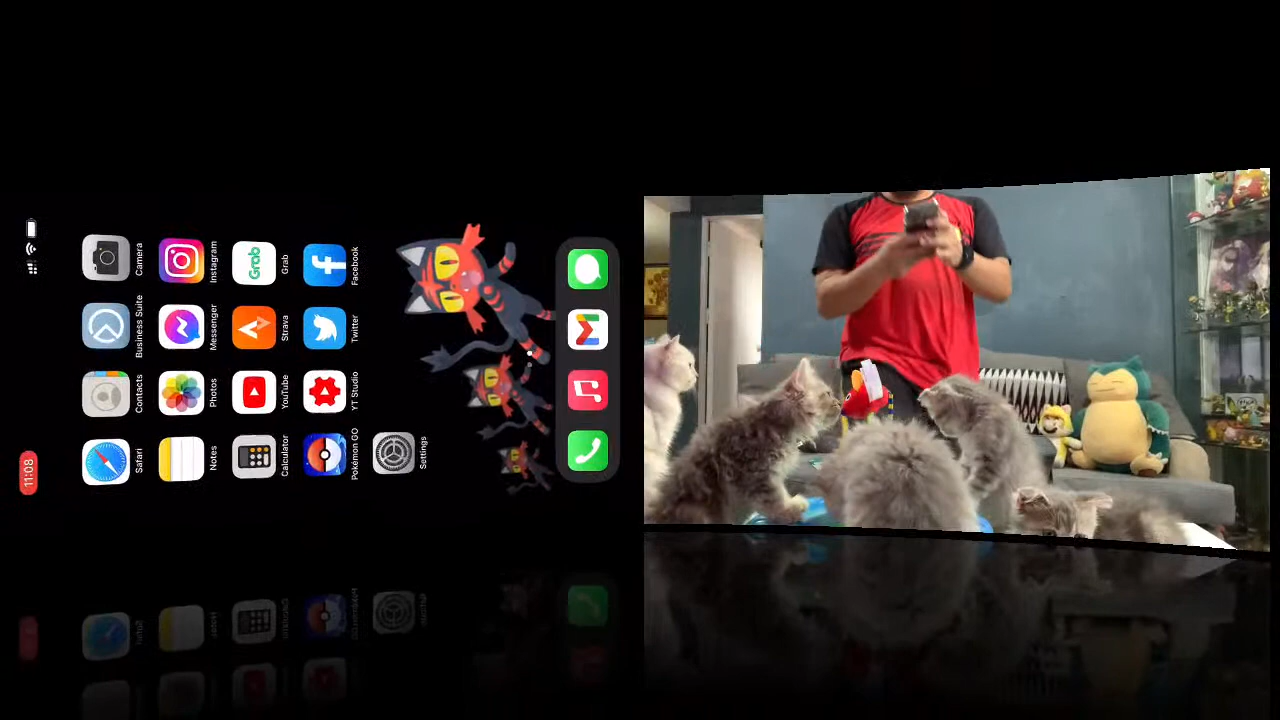 11:08
Safari
Contacts
Business Suite
Camera
Notes
Photos
Messenger
Instagram
Calculator
YouTube
Strava
Grab
Grab
Pokémon GO
YT Studio
Twitter
Facebook
Settings